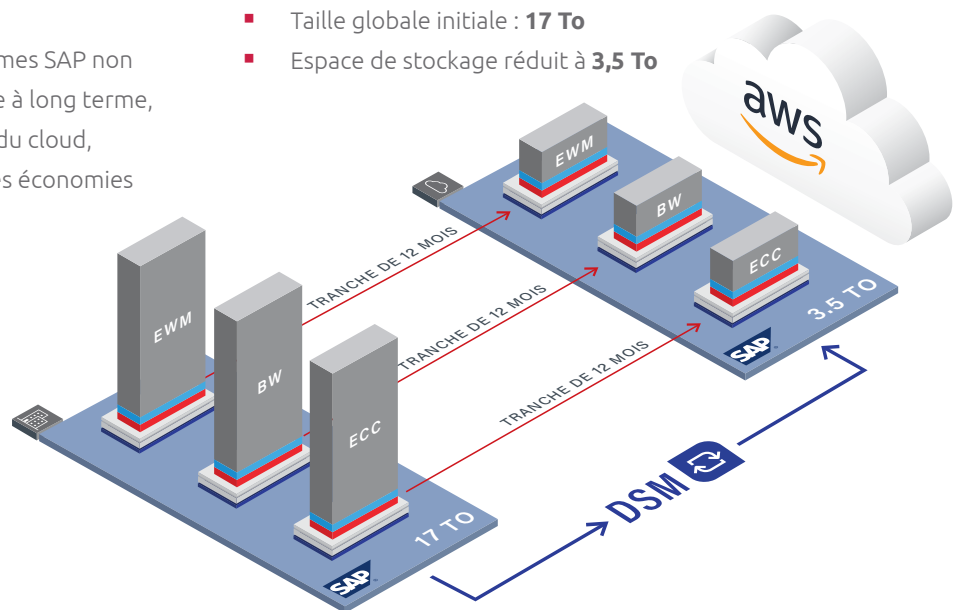 Taille globale initiale : 17 To
Espace de stockage réduit à 3,5 To
mes SAP non
e à long terme,
du cloud,
es économies
aws
EWM
BW
ECC
TRANCHE DE 12 MOIS
TRANCHE DE 12 MOIS
TRANCHE DE 12 MOIS
3,5 TO
SAP
EWM
BW
ECC
17 TO
SAP
DSM